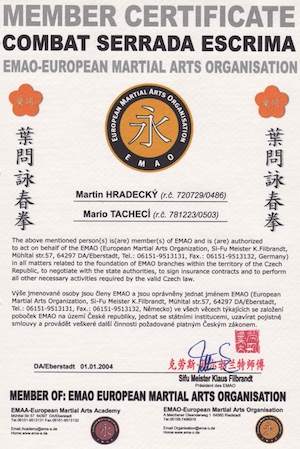 MEMBER CERTIFICATE
COMBAT SERRADA ESCRIMA
EMAO-EUROPEAN MARTIAL ARTS ORGANISATION
EUROPEAN MARTIAL ARTS ORGANISATION
永
EMAO
葉問
葉問詠春拳
葉問
葉問詠春拳
Martin HRADECKÝ (r.č. 720729/0486)
Mario TACHECÍ (r.č. 781223/0503)
The above mentioned person(s) is(are) member(s) of EMAO and is (are) authorized
to act on behalf of the EMAO (European Martial Arts Organization, Si-Fu Meister K.Filbrandt,
Mühltal str.57, 64297 DA/Eberstadt, Tel.: 06151-9513131, Fax.: 06151-9513132, Germany)
in all matters related to the foundation of EMAO branches within the territory of the Czech
Republic, to negotiate with the state authorities, to sign insurance contracts and to perform
all other necessary activities required by the valid Czech law.
Výše jmenované osoby jsou členy EMAO a jsou oprávněny jednat jménem EMAO (European
Martial Arts Organization, Si-Fu Meister K.Filbrandt, Mühltal str.57, 64297 DA/Eberstadt,
Tel.: 06151-9513131, Fax.: 06151-9513132, Německo) ve všech věcech týkajících se založení
poboček EMAO na území České republiky, jednat se státními institucemi, uzavírat pojistné
smlouvy a provádět veškeré další činnosti požadované platným Českým zákonem.
DA/Eberstadt 01.01.2004
Sifu Meister Klaus Filbrandt
Präsident des EMAO
MEMBER OF: EMAO EUROPEAN MARTIAL ARTS ORGANISATION
EMAA-European Martial Arts Academy
EMAO-European Martial Arts Organisation